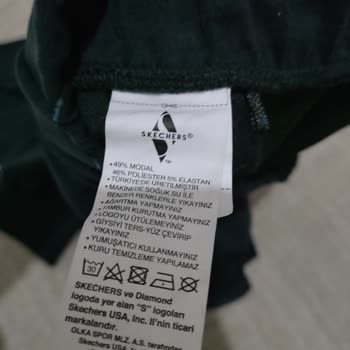 SKECHERS®
™
• 49% MODAL
46% POLIESTER 5% ELASTAN
• TÜRKİYE'DE ÜRETİLMİŞTİR
• MAKİNEDE SOĞUK SU İLE
BENZER RENKLERLE YIKAYINIZ
• AĞARTMA YAPMAYINIZ
• TAMBUR KURUTMA YAPMAYINIZ
• LOGOYU ÜTÜLEMEYİNİZ
• GİYSİYİ TERS-YÜZ ÇEVİRİP
YIKAYINIZ
• YUMUŞATICI KULLANMAYINIZ
• KURU TEMİZLEME YAPILAMAZ
30
SKECHERS ve Diamond
logoda yer alan "S" logoları
Skechers USA, Inc. II'nin ticari
markalarıdır.
OLKA SPOR MLZ. A.S. tarafından